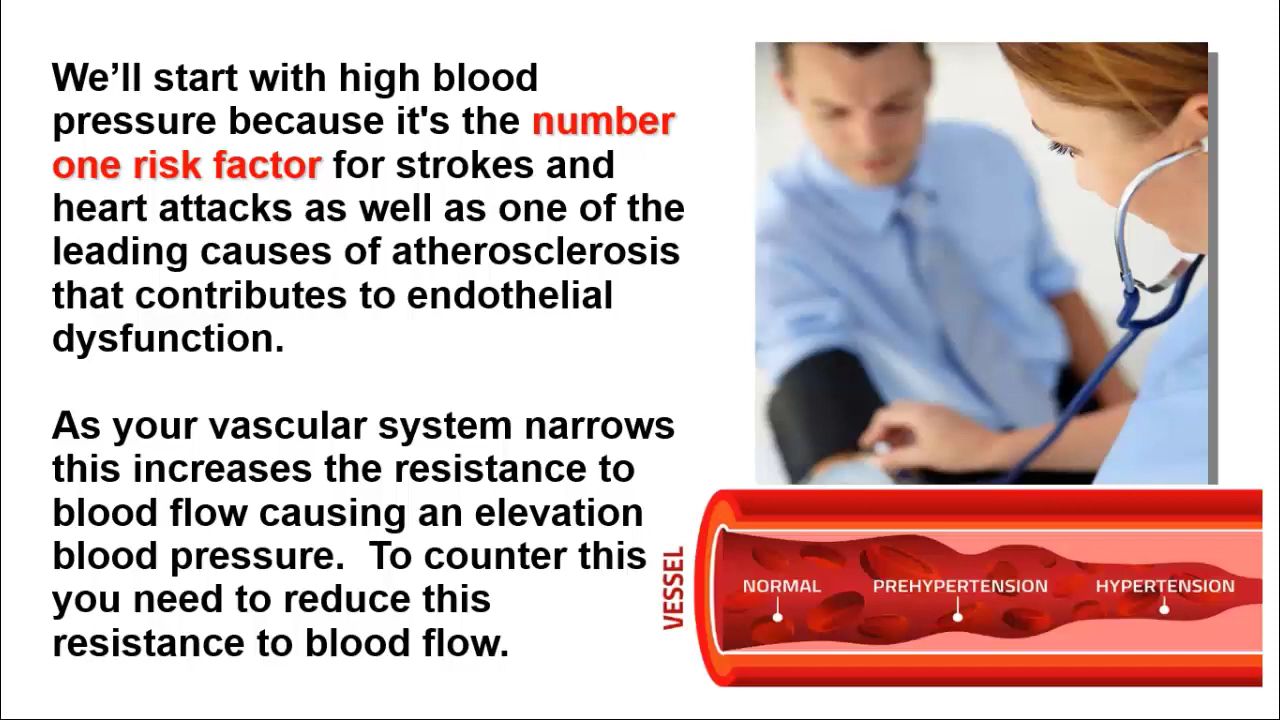 We’ll start with high blood
pressure because it's the number
one risk factor for strokes and
heart attacks as well as one of the
leading causes of atherosclerosis
that contributes to endothelial
dysfunction.
As your vascular system narrows
this increases the resistance to
blood flow causing an elevation
blood pressure.  To counter this
you need to reduce this
resistance to blood flow.
VESSEL
NORMAL
PREHYPERTENSION
HYPERTENSION